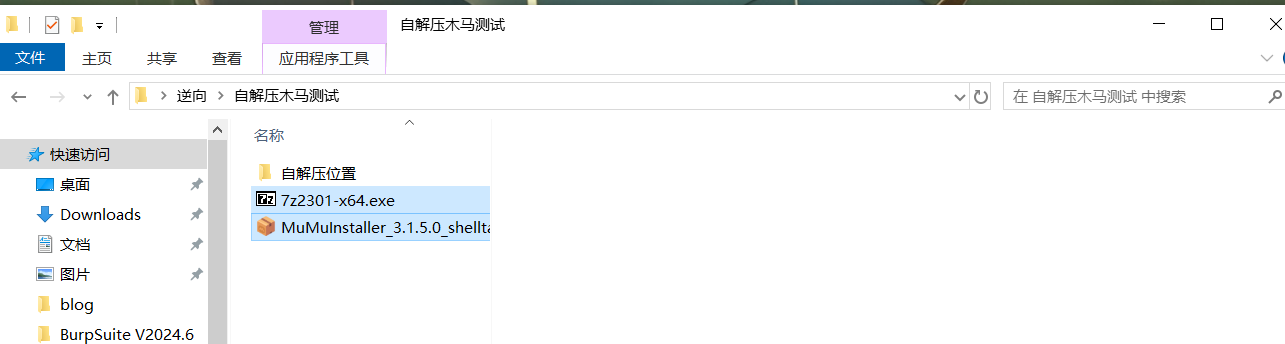 管理
自解压木马测试
文件 主页 共享 查看 应用程序工具
逆向 自解压木马测试
在 自解压木马测试 中搜索
名称
快速访问
自解压位置
桌面
7z2301-x64.exe
Downloads
MuMuInstaller_3.1.5.0_shellta
文档
图片
blog
BurpSuite V2024.6